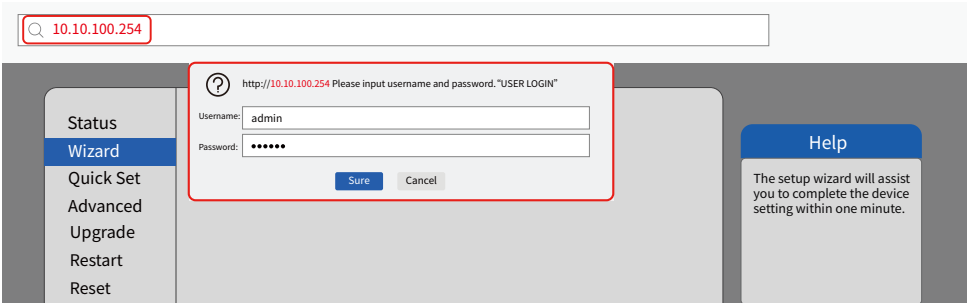 10.10.100.254
http://10.10.100.254 Please input username and password.“USER LOGIN”
Username: admin
Password: ••••••
Sure Cancel
Status
Wizard
Quick Set
Advanced
Upgrade
Restart
Reset
Help
The setup wizard will assist
you to complete the device
setting within one minute.